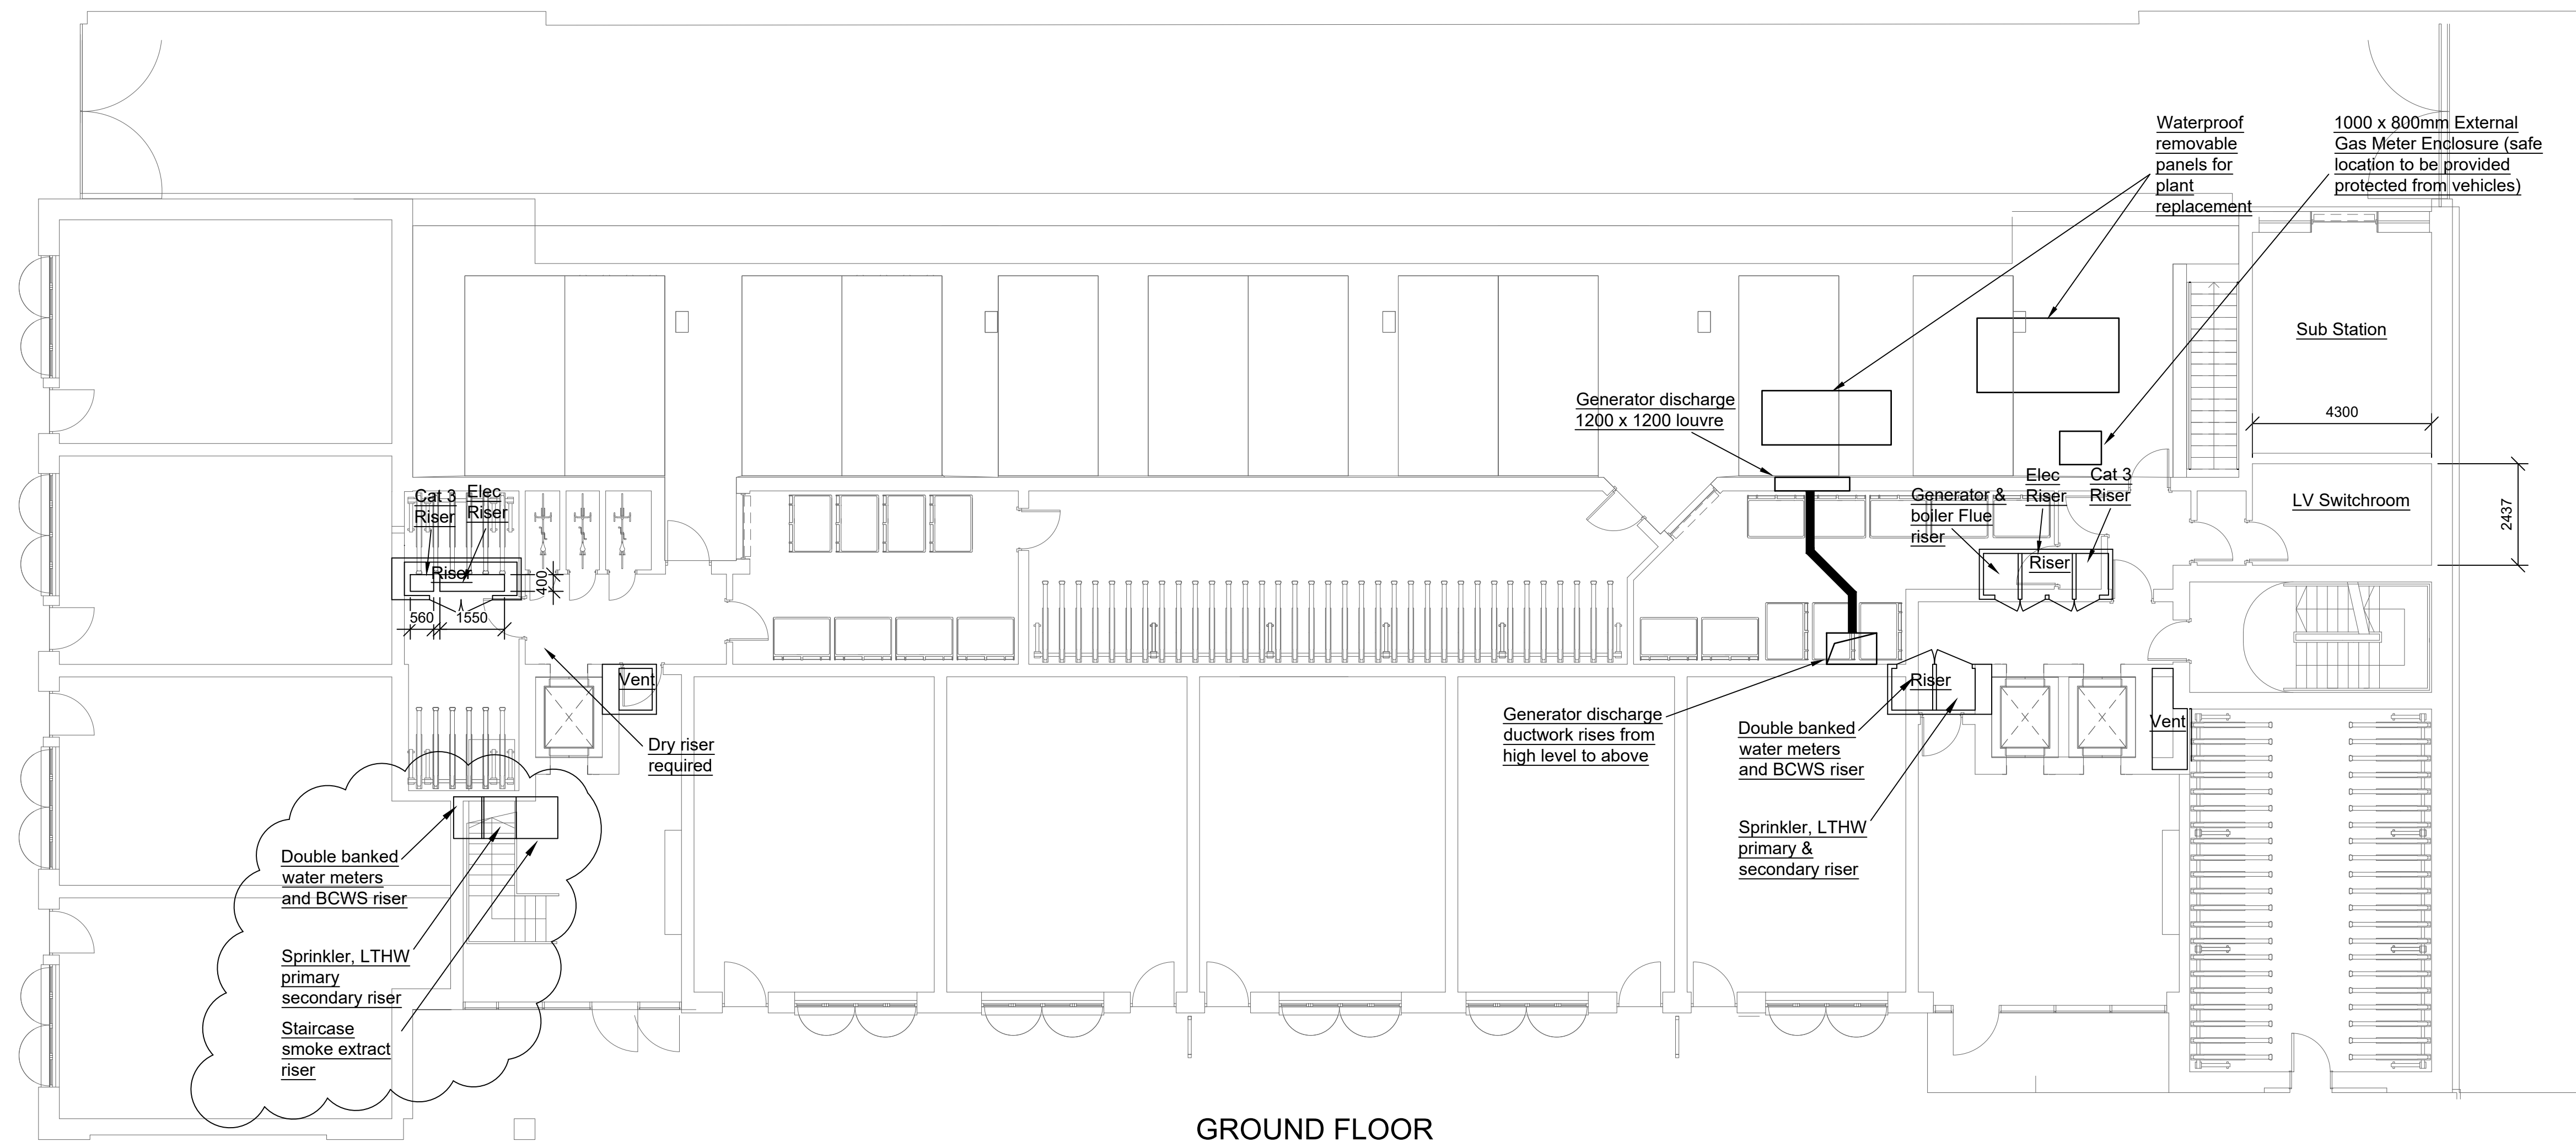 Waterproof
removable
panels for
plant
replacement
1000 x 800mm External
Gas Meter Enclosure (safe
location to be provided
protected from vehicles)
Sub Station
4300
Generator discharge
1200 x 1200 louvre
Elec
Riser
Cat 3
Riser
Generator &
boiler Flue
riser
Riser
LV Switchroom
2437
Cat 3
Riser
Elec
Riser
Riser
400
560
1550
Vent
Dry riser
required
Generator discharge
ductwork rises from
high level to above
Riser
Double banked
water meters
and BCWS riser
Vent
Sprinkler, LTHW
primary &
secondary riser
Double banked
water meters
and BCWS riser
Sprinkler, LTHW
primary
secondary riser
Staircase
smoke extract
riser
GROUND FLOOR